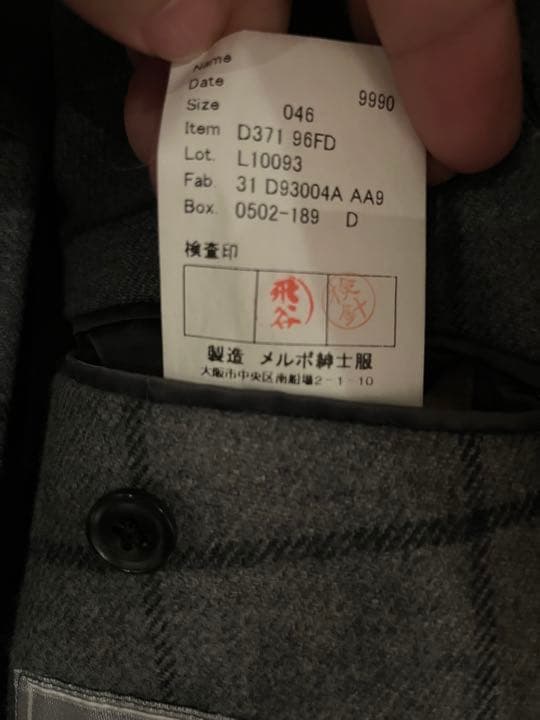 Name
Date
Size 046 9990
Item D371 96FD
Lot. L10093
Fab. 31 D93004A AA9
Box. 0502-189 D
検査印
飛谷 検針
製造 メルボ紳士服
大阪市中央区南船場2-1-10